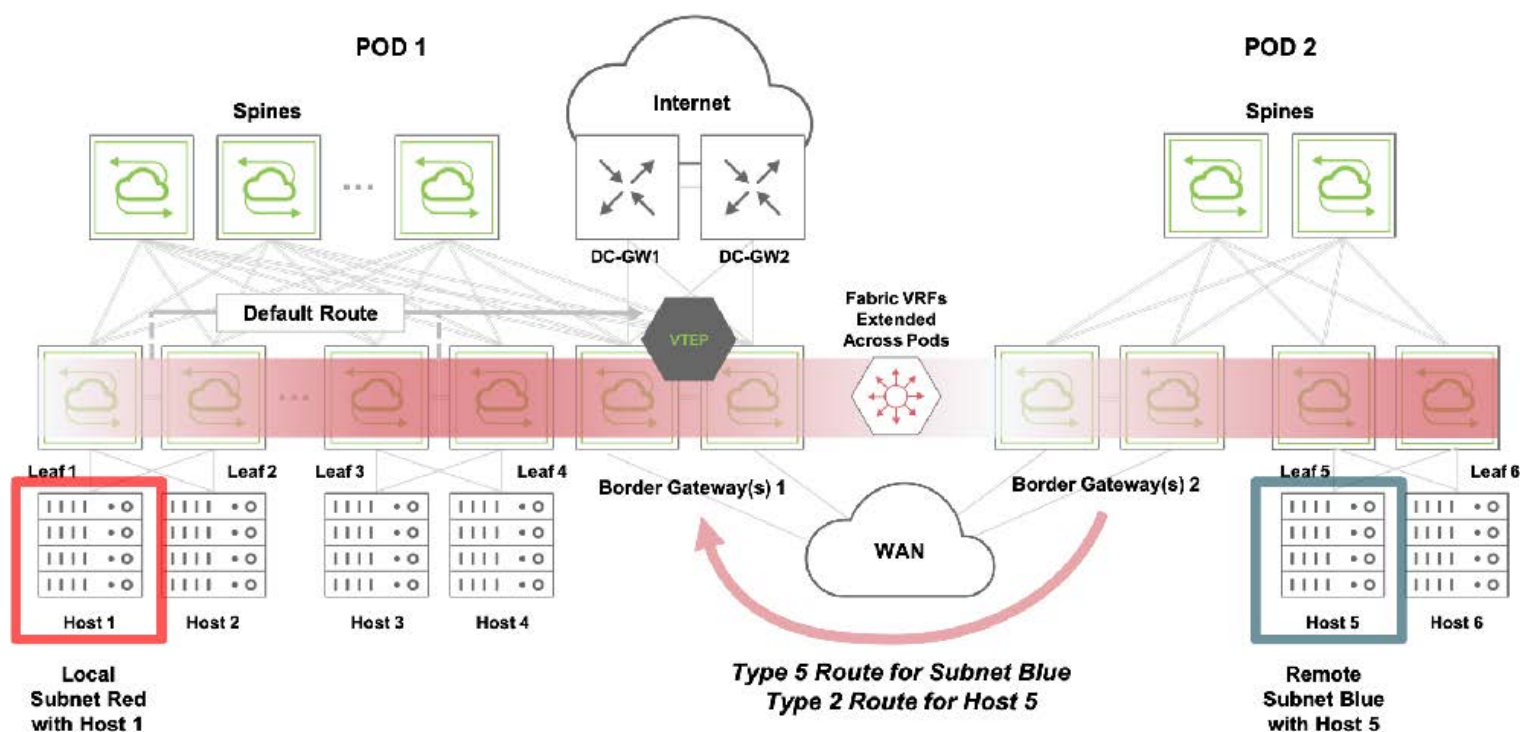 POD 1
POD 2
Spines
Internet
Spines
DC-GW1
DC-GW2
Default Route
VTEP
Fabric VRFs
Extended
Across Pods
Leaf 1
Leaf 2
Leaf 3
Leaf 4
Border Gateway(s) 1
Border Gateway(s) 2
Leaf 5
Leaf 6
WAN
Host 1
Host 2
Host 3
Host 4
Host 5
Host 6
Local
Subnet Red
with Host 1
Type 5 Route for Subnet Blue
Type 2 Route for Host 5
Remote
Subnet Blue
with Host 5